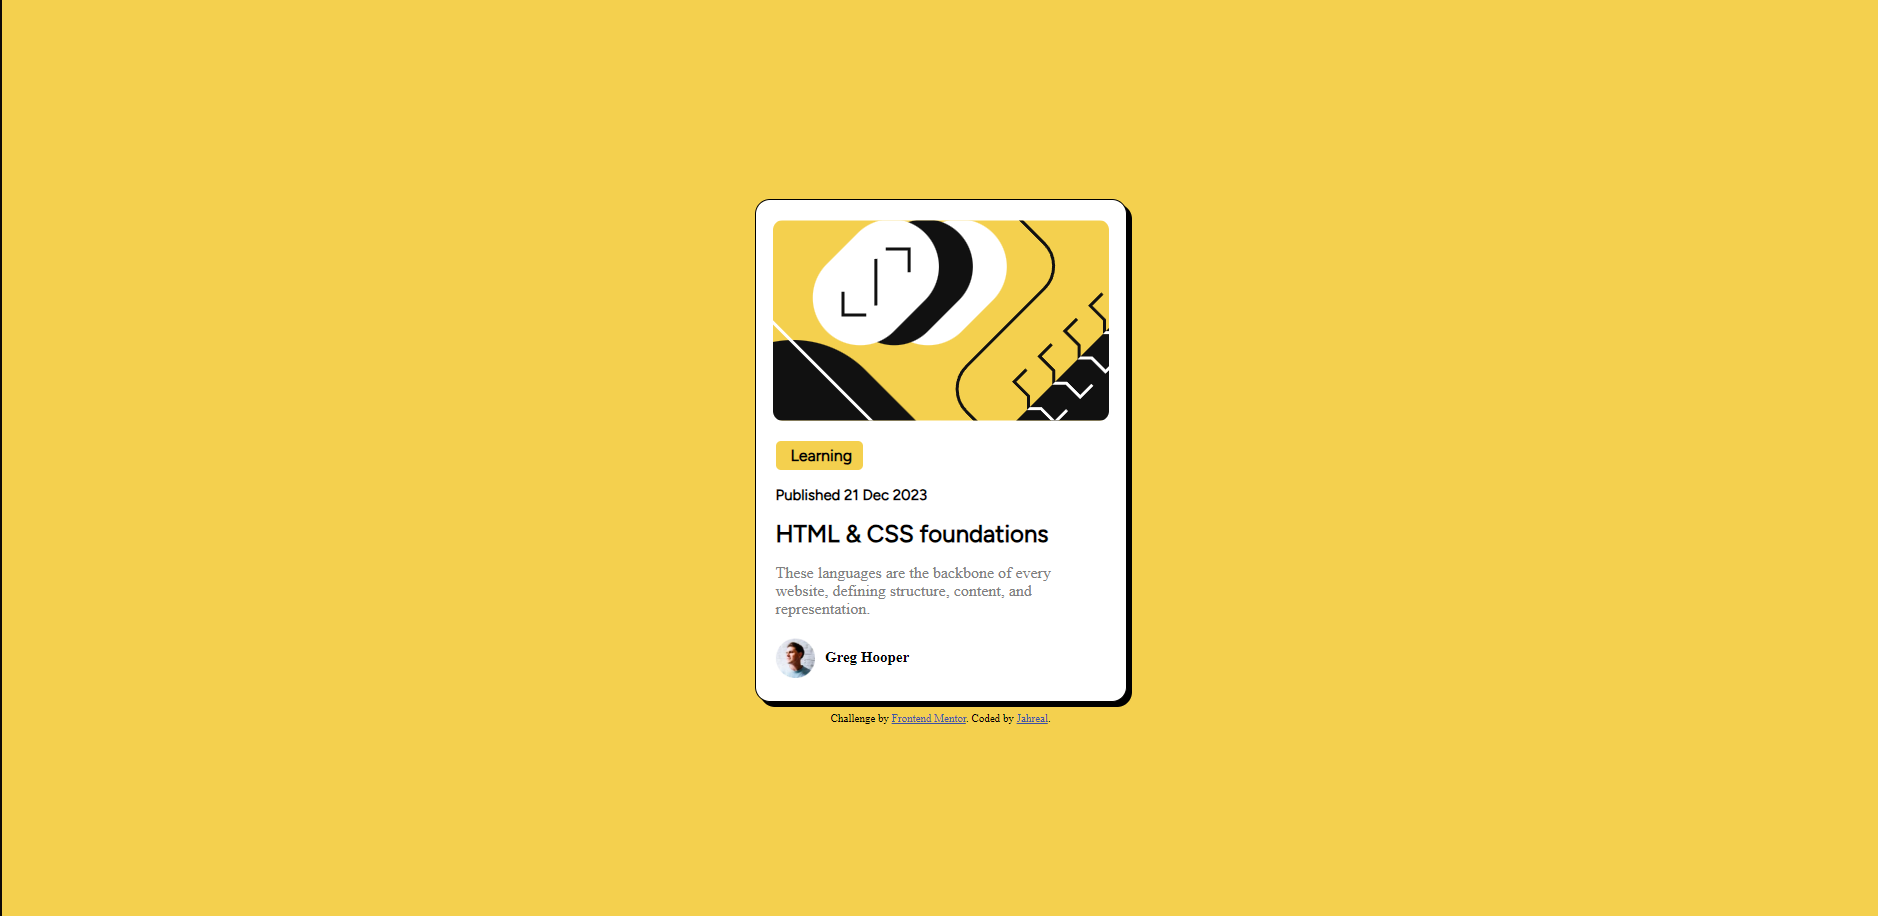 Learning
Published 21 Dec 2023
HTML & CSS foundations
These languages are the backbone of every
website, defining structure, content, and
representation.
Greg Hooper
Challenge by Frontend Mentor. Coded by Jahreal.